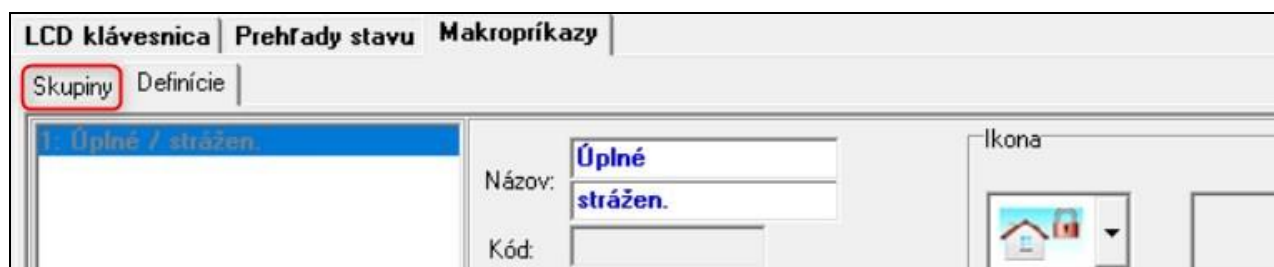 LCD klávesnica Prehľady stavu Makropríkazy
Skupiny Definície
1: Úplné / strážen.
Názov: Úplné
strážen.
Kód:
Ikona